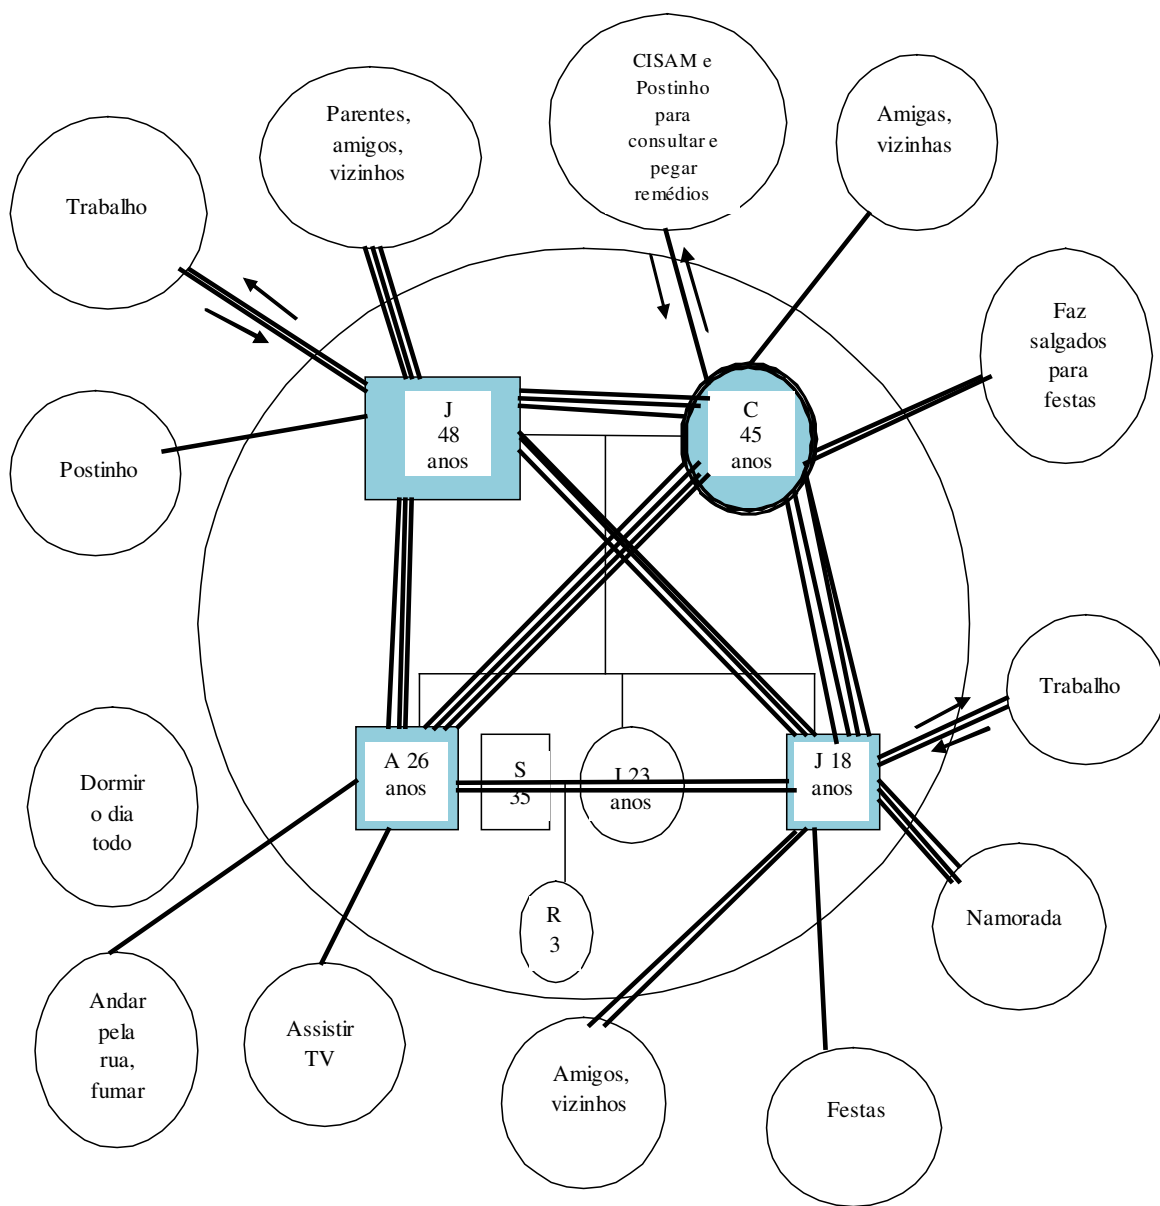 CISAM e
Postinho
para
consultar e
pegar
remédios
Parentes,
amigos,
vizinhos
Amigas,
vizinhas
Trabalho
Faz
salgados
para
festas
J
48
anos
C
45
anos
Postinho
Trabalho
A 26
anos
S
35
23
anos
J 18
anos
Dormir
o dia
todo
R
3
Namorada
Andar
pela
rua,
fumar
Assistir
TV
Amigos,
vizinhos
Festas